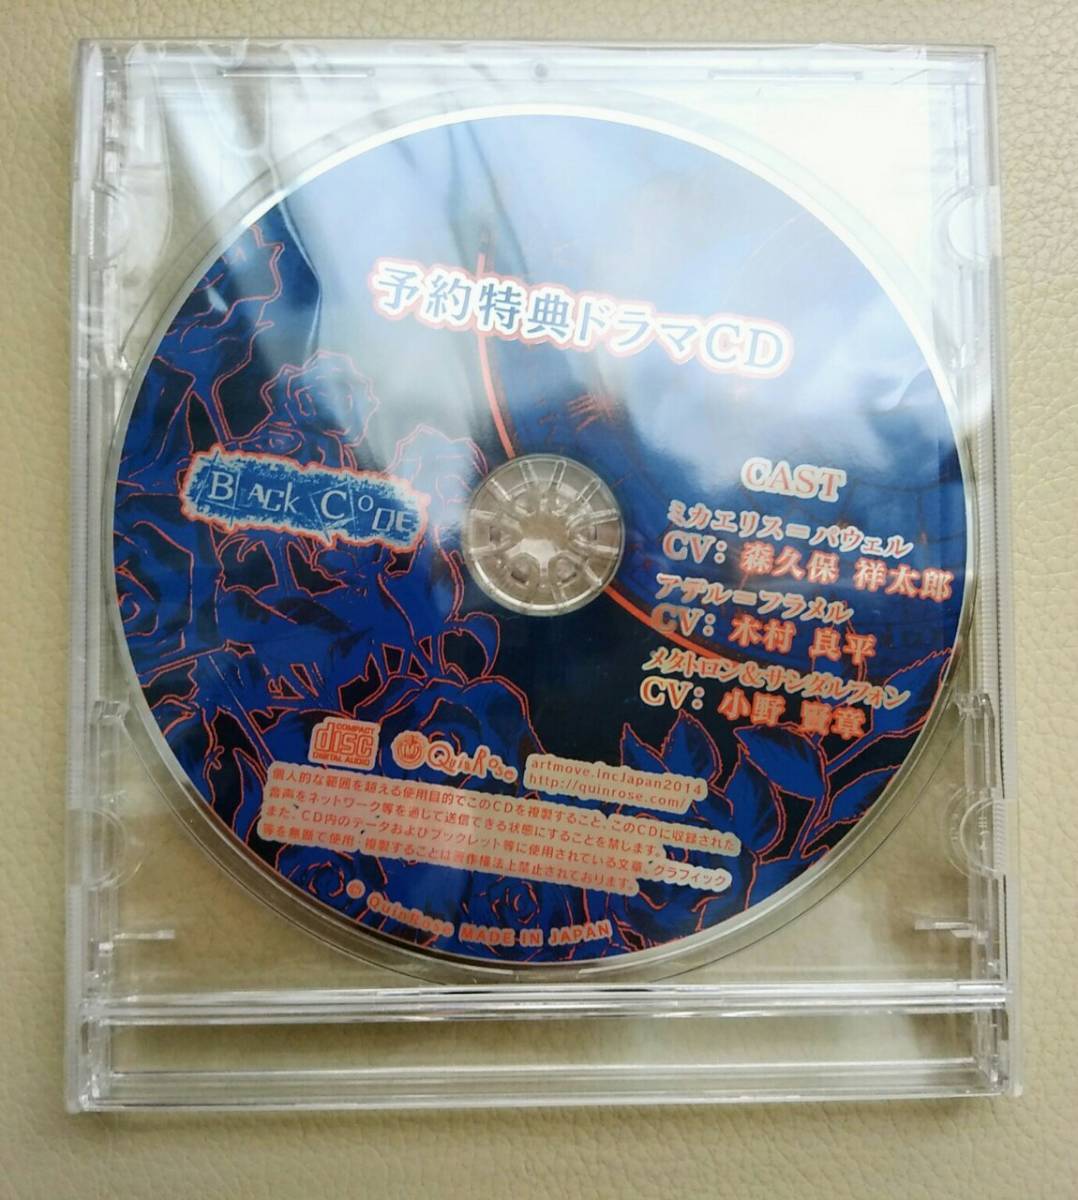 予約特典ドラマCD
BLACK CODE
CAST
ミカエリス＝パウェル
CV：森久保 祥太郎
アデル＝フラメル
CV：木村 良平
メタトロン&サンダルフォン
CV：小野 賢章
COMPACT
disc
DIGITAL AUDIO
QuinRose
artmove.incJapan2014
http://quinrose.com/
個人的な範囲を超える使用目的でこのCDを複製すること、このCDに収録された
音声をネットワーク等を通じて送信できる状態にすることを禁じます。
また、CD内のデータおよびブックレット等に使用されている文章、グラフィック
等を無断で使用・複製することは著作権法上禁止されております。
℗ QuinRose MADE IN JAPAN